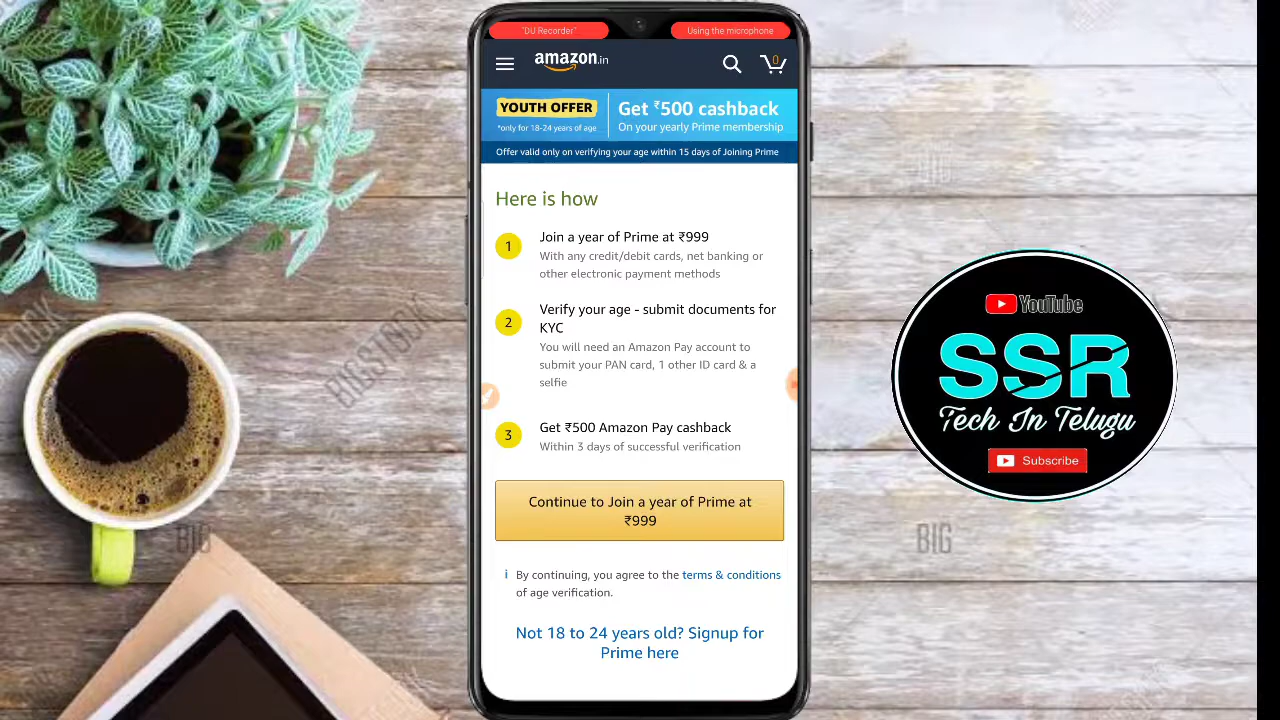 "DU Recorder"
Using the microphone
amazon.in
0
YOUTH OFFER
*only for 18-24 years of age
Get ₹500 cashback
On your yearly Prime membership
Offer valid only on verifying your age within 15 days of Joining Prime
Here is how
1
Join a year of Prime at ₹999
With any credit/debit cards, net banking or
other electronic payment methods
2
Verify your age - submit documents for
KYC
You will need an Amazon Pay account to
submit your PAN card, 1 other ID card & a
selfie
3
Get ₹500 Amazon Pay cashback
Within 3 days of successful verification
Continue to Join a year of Prime at
₹999
i By continuing, you agree to the terms & conditions
of age verification.
Not 18 to 24 years old? Signup for
Prime here
YouTube
SSR
Tech In Telugu
Subscribe
BIGSTOCK
BIG
BIG